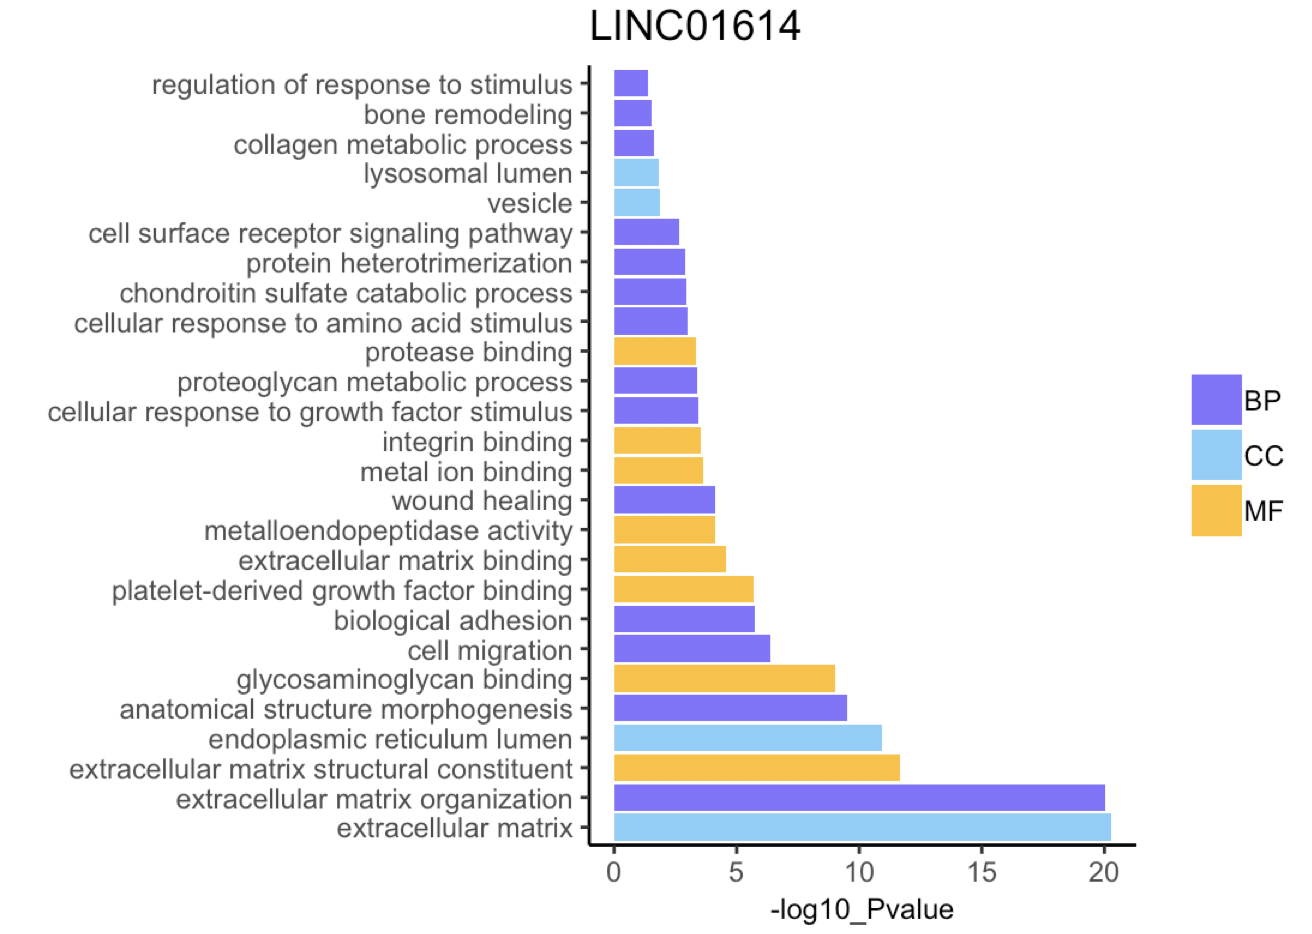 LINC01614
regulation of response to stimulus
bone remodeling
collagen metabolic process
lysosomal lumen
vesicle
cell surface receptor signaling pathway
protein heterotrimerization
chondroitin sulfate catabolic process
cellular response to amino acid stimulus
protease binding
proteoglycan metabolic process
cellular response to growth factor stimulus
integrin binding
metal ion binding
wound healing
metalloendopeptidase activity
extracellular matrix binding
platelet-derived growth factor binding
biological adhesion
cell migration
glycosaminoglycan binding
anatomical structure morphogenesis
endoplasmic reticulum lumen
extracellular matrix structural constituent
extracellular matrix organization
extracellular matrix
0 5 10 15 20
-log10_Pvalue
BP
CC
MF